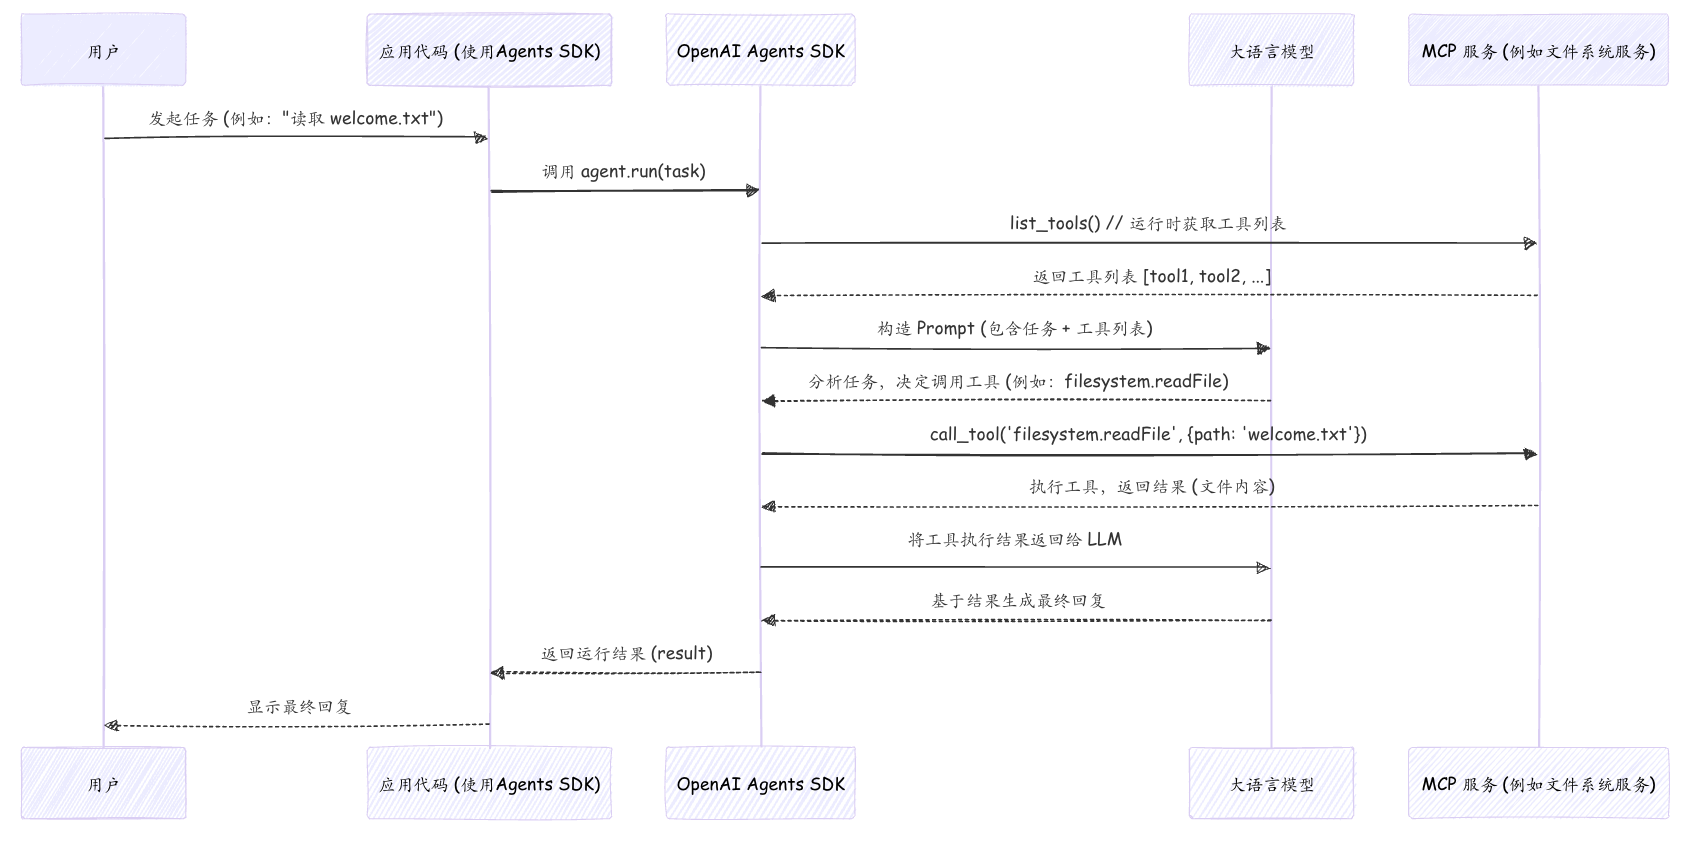 用户
应用代码 (使用Agents SDK)
OpenAI Agents SDK
大语言模型
MCP 服务 (例如文件系统服务)
发起任务 (例如："读取 welcome.txt")
调用 agent.run(task)
list_tools() // 运行时获取工具列表
返回工具列表 [tool1, tool2, ...]
构造 Prompt (包含任务 + 工具列表)
分析任务，决定调用工具 (例如：filesystem.readFile)
call_tool('filesystem.readFile', {path: 'welcome.txt'})
执行工具，返回结果 (文件内容)
将工具执行结果返回给 LLM
基于结果生成最终回复
返回运行结果 (result)
显示最终回复
用户
应用代码 (使用Agents SDK)
OpenAI Agents SDK
大语言模型
MCP 服务 (例如文件系统服务)